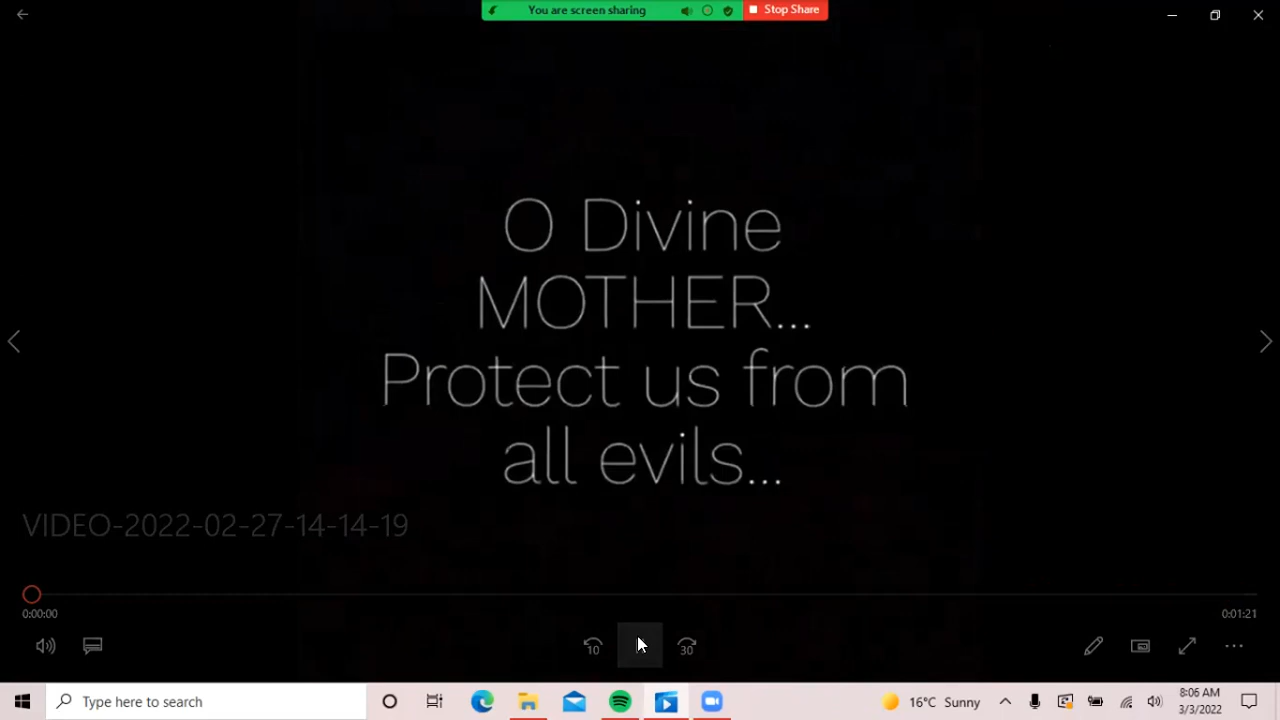 You are screen sharing
Stop Share
O Divine
MOTHER...
Protect us from
all evils...
VIDEO-2022-02-27-14-14-19
0:00:00
0:01:21
10
30
Type here to search
16°C Sunny
8:06 AM
3/3/2022